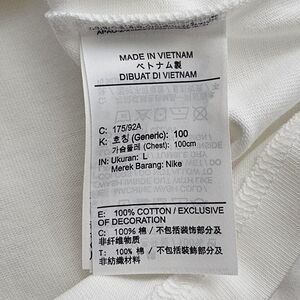 MADE IN VIETNAM
ベトナム製
DIBUAT DI VIETNAM
C: 175/92A
K: 호칭 (Generic): 100
가슴둘레 (Chest): 100cm
IN: Ukuran: L
Merek Barang: Nike
E: 100% COTTON / EXCLUSIVE
OF DECORATION
C: 100% 棉 / 不包括装饰部分及
非纤维物质
T: 100% 棉 / 不包括裝飾部分及
非紡織材料